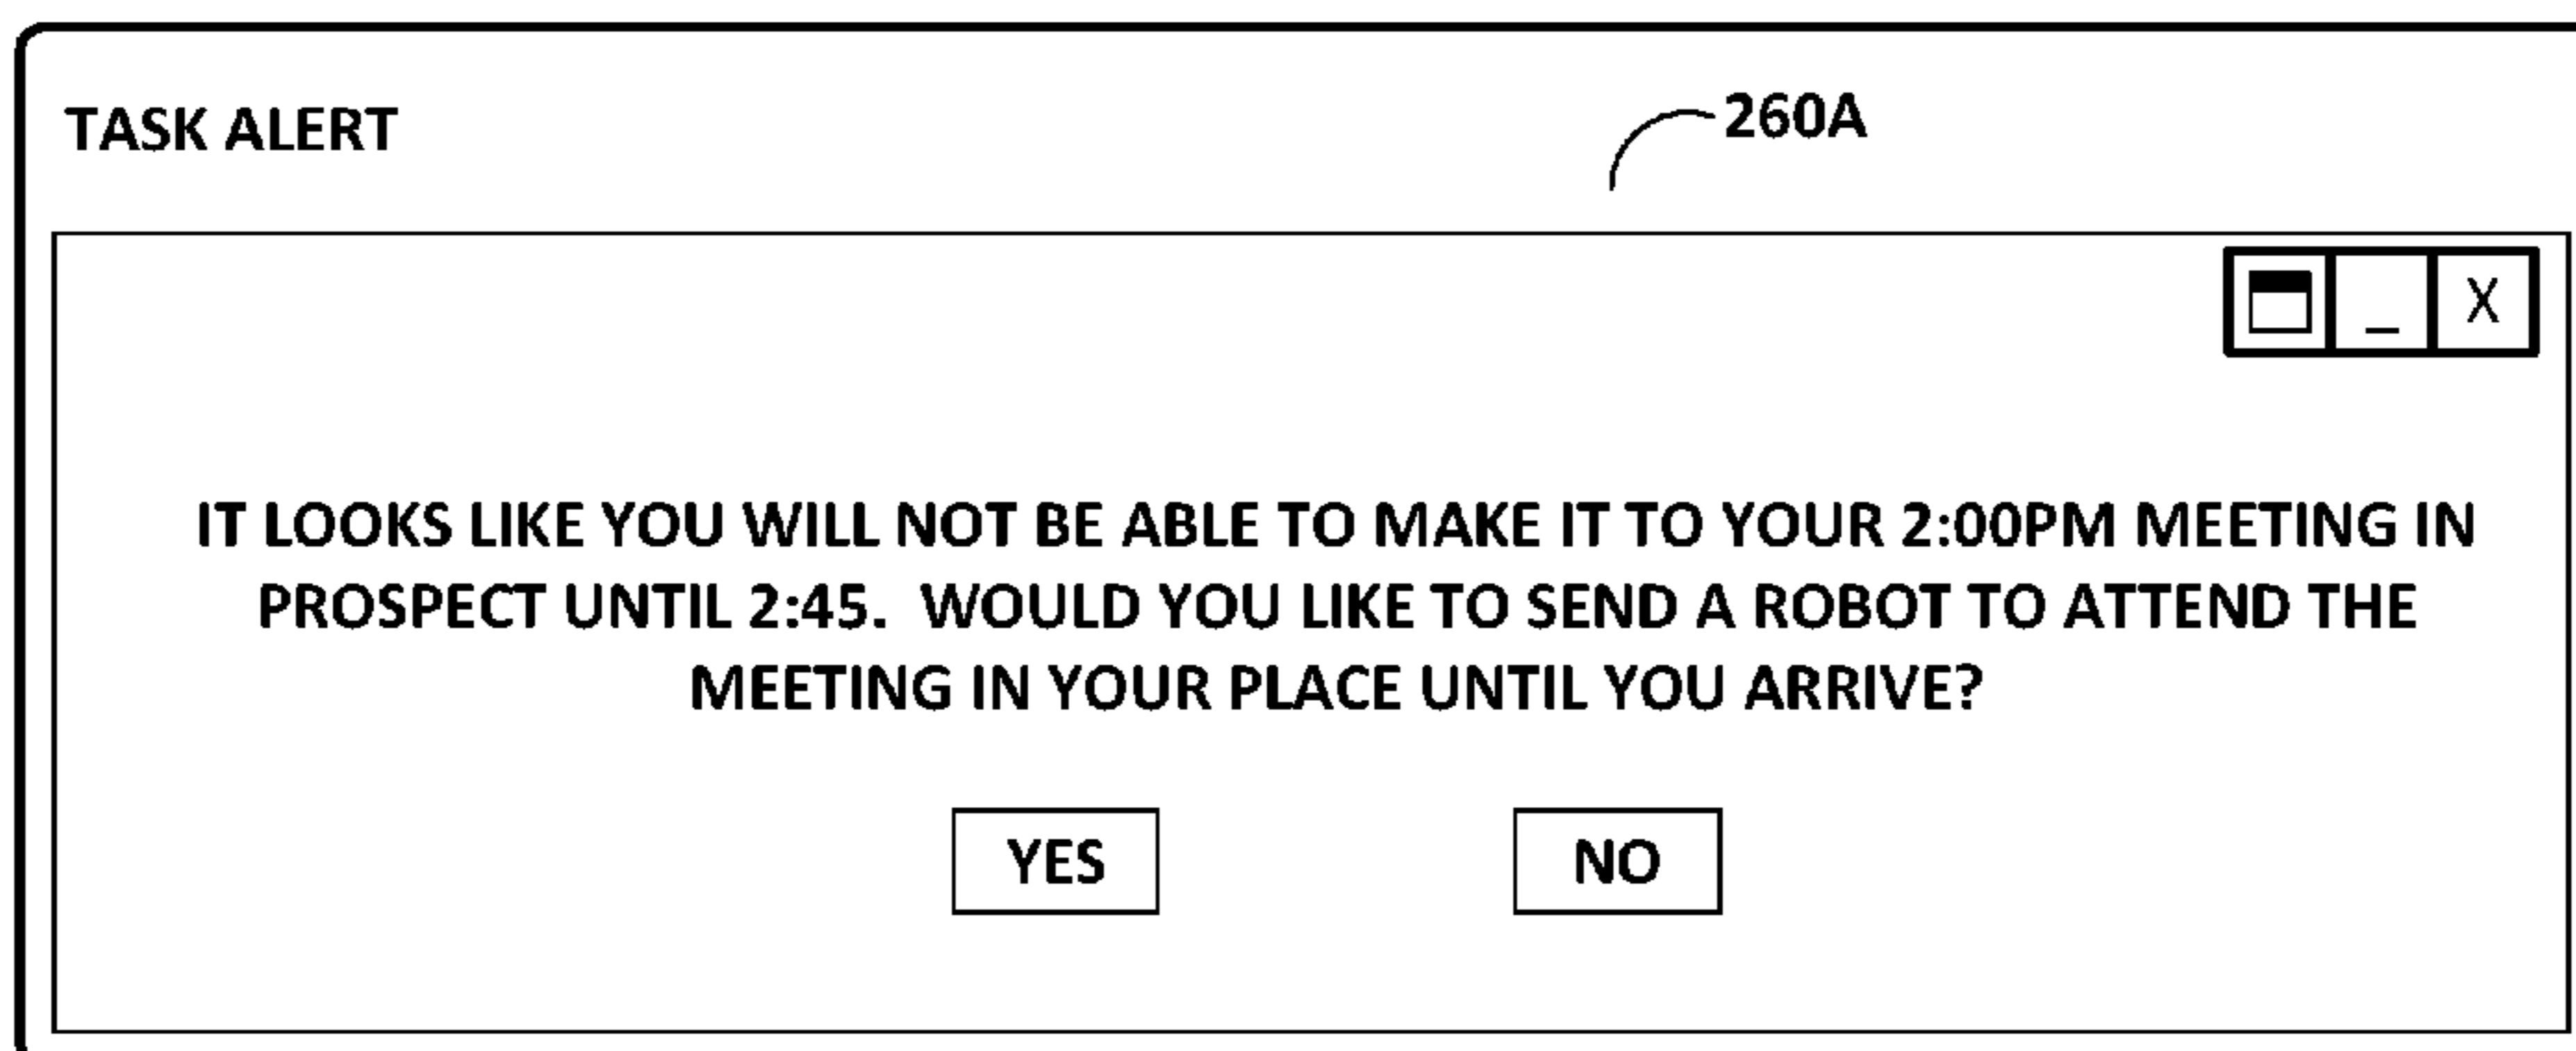 TASK ALERT
260A
_ X
IT LOOKS LIKE YOU WILL NOT BE ABLE TO MAKE IT TO YOUR 2:00PM MEETING IN
PROSPECT UNTIL 2:45.  WOULD YOU LIKE TO SEND A ROBOT TO ATTEND THE
MEETING IN YOUR PLACE UNTIL YOU ARRIVE?
YES NO